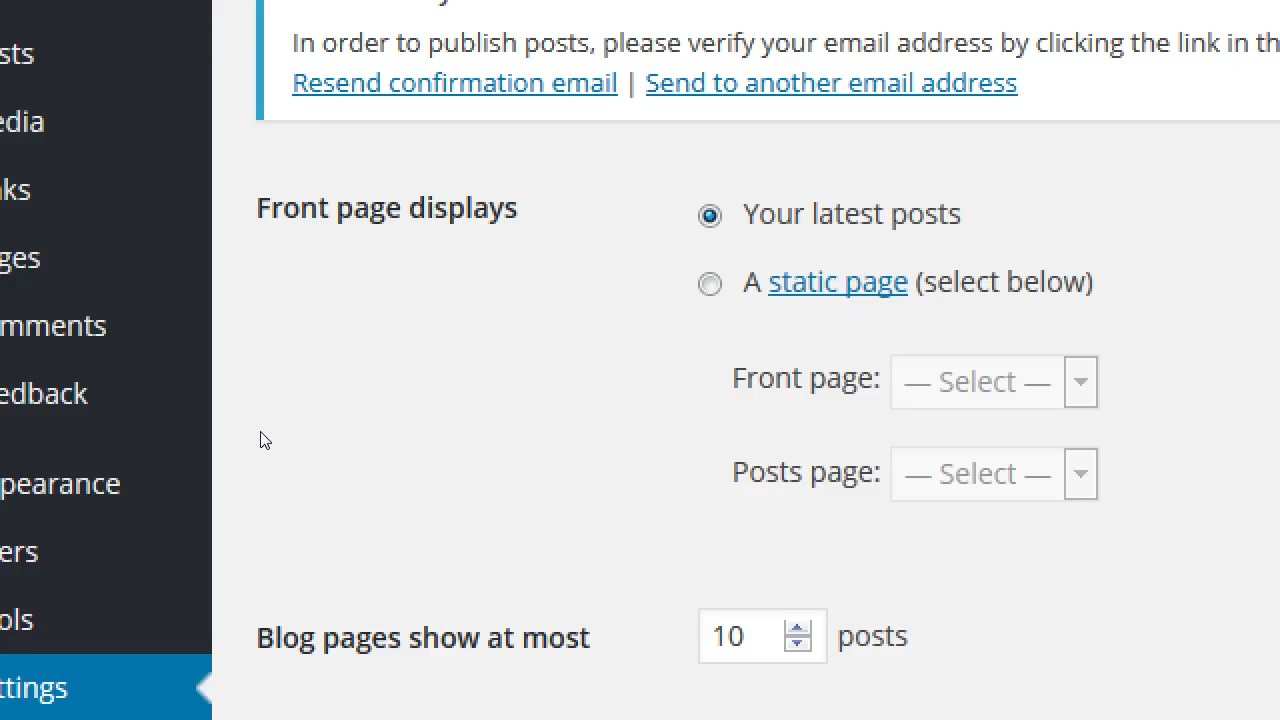 In order to publish posts, please verify your email address by clicking the link in th
Resend confirmation email | Send to another email address
sts
edia
ks
ges
mments
edback
pearance
ers
ols
ttings
Front page displays
Your latest posts
A static page (select below)
Front page: — Select —
Posts page: — Select —
Blog pages show at most 10 posts